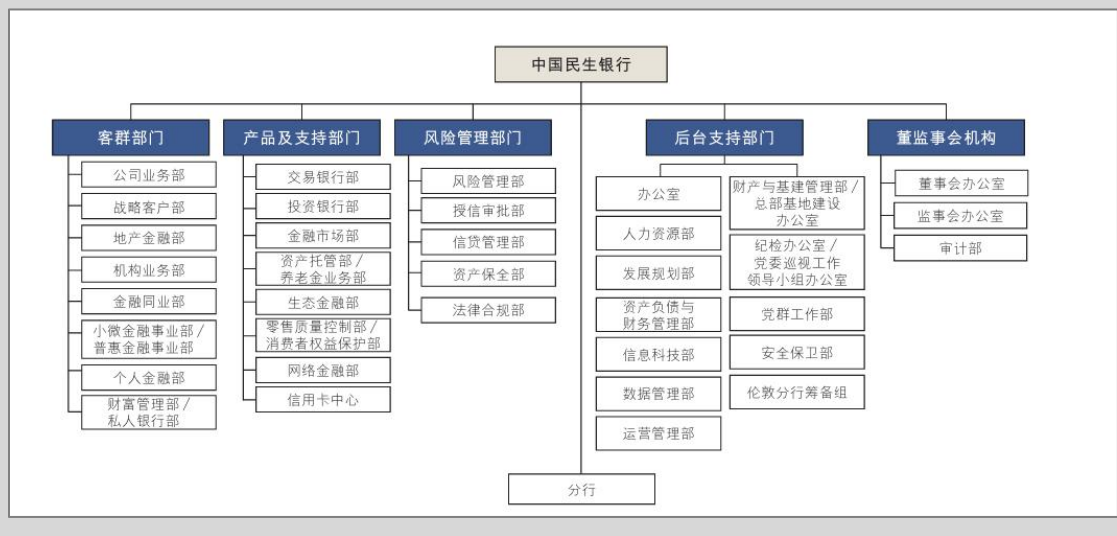 中国民生银行
客群部门
公司业务部
战略客户部
地产金融部
机构业务部
金融同业部
小微金融事业部/
普惠金融事业部
个人金融部
财富管理部/
私人银行部
产品及支持部门
交易银行部
投资银行部
金融市场部
资产托管部/
养老金业务部
生态金融部
零售质量控制部/
消费者权益保护部
网络金融部
信用卡中心
风险管理部门
风险管理部
授信审批部
信贷管理部
资产保全部
法律合规部
后台支持部门
办公室
人力资源部
发展规划部
资产负债与
财务管理部
信息科技部
数据管理部
运营管理部
财产与基建管理部/
总部基地建设
办公室
纪检办公室/
党委巡视工作
领导小组办公室
党群工作部
安全保卫部
伦敦分行筹备组
董监事会机构
董事会办公室
监事会办公室
审计部
分行